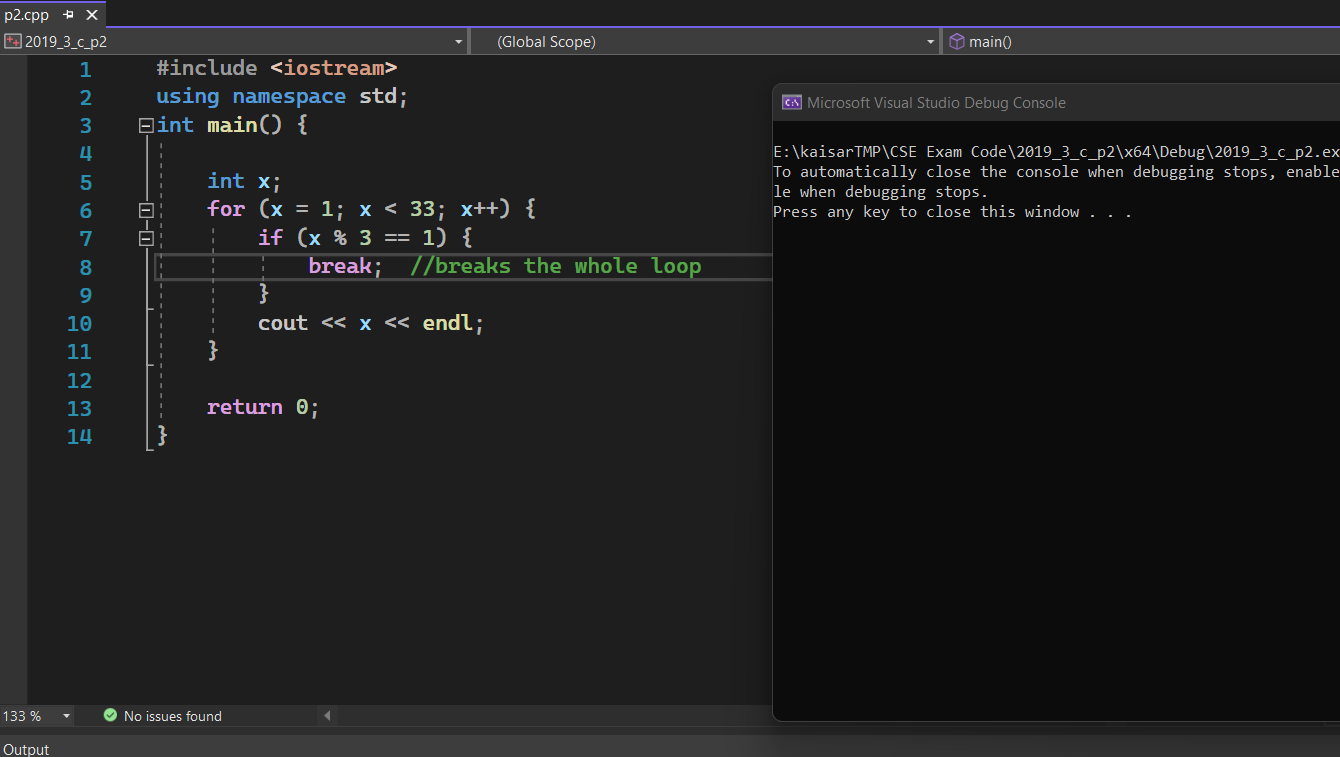 p2.cpp
2019_3_c_p2
(Global Scope)
main()
1 #include <iostream>
2 using namespace std;
3 int main() {
4
5 int x;
6 for (x = 1; x < 33; x++) {
7 if (x % 3 == 1) {
8 break; //breaks the whole loop
9 }
10 cout << x << endl;
11 }
12
13 return 0;
14 }
Microsoft Visual Studio Debug Console
E:\kaisarTMP\CSE Exam Code\2019_3_c_p2\x64\Debug\2019_3_c_p2.ex
To automatically close the console when debugging stops, enable
le when debugging stops.
Press any key to close this window . . .
133 %
No issues found
Output